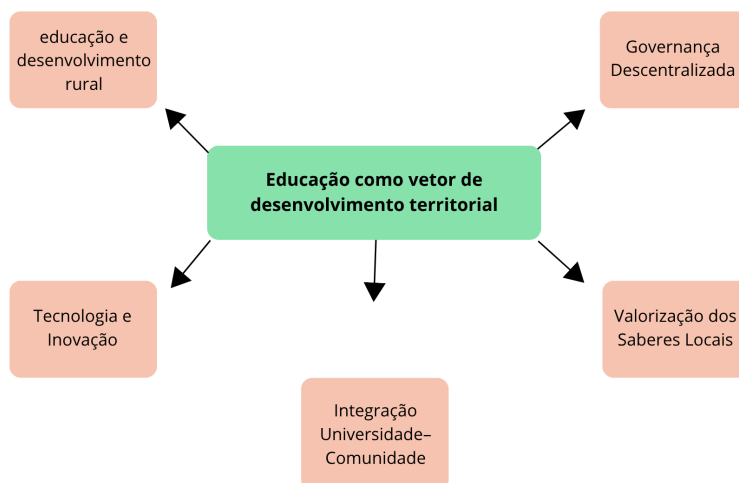 educação e
desenvolvimento
rural
Governança
Descentralizada
Educação como vetor de
desenvolvimento territorial
Tecnologia e
Inovação
Valorização dos
Saberes Locais
Integração
Universidade–
Comunidade